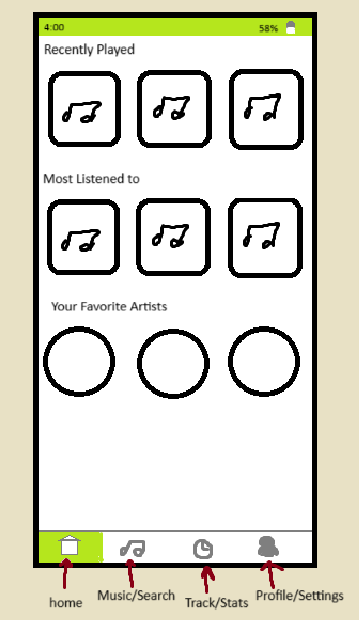 4:00 58%
Recently Played
Most Listened to
Your Favorite Artists
home Music/Search Track/Stats Profile/Settings